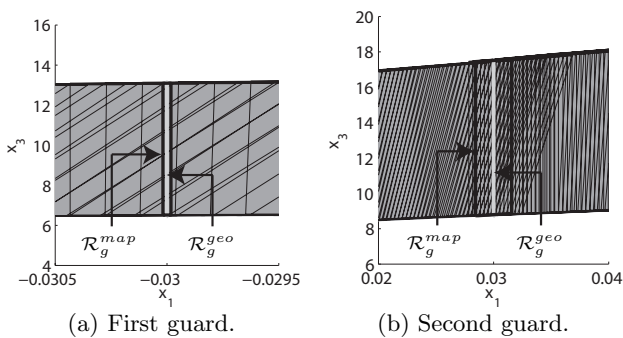 16
14
12
10
8
6
4
x₃
−0.0305
−0.03
−0.0295
x₁
ℛ_g^{map}
ℛ_g^{geo}
(a) First guard.
20
18
16
14
12
10
8
6
x₃
0.02
0.03
0.04
x₁
ℛ_g^{map}
ℛ_g^{geo}
(b) Second guard.